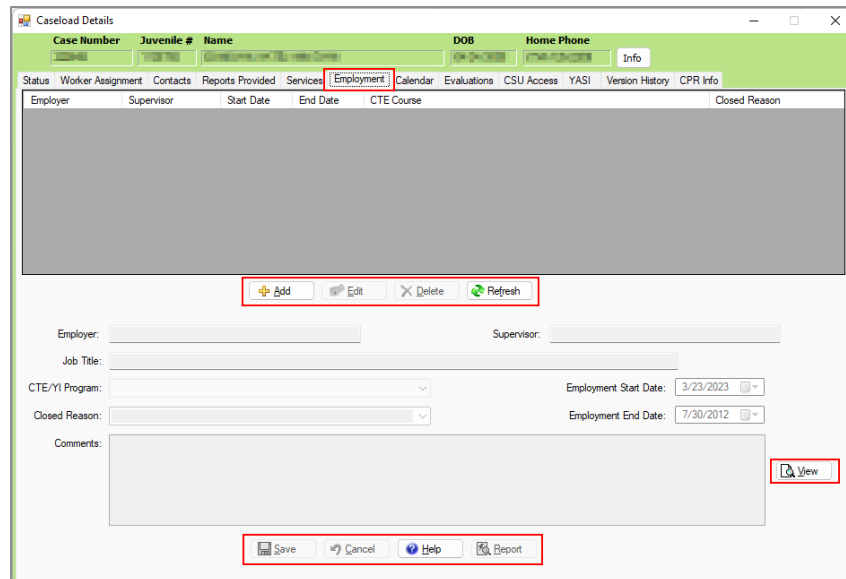 Caseload Details
Case Number Juvenile # Name DOB Home Phone
Info
Status Worker Assignment Contacts Reports Provided Services Employment Calendar Evaluations CSU Access YASI Version History CPR Info
Employer Supervisor Start Date End Date CTE Course Closed Reason
Add Edit Delete Refresh
Employer: Supervisor:
Job Title:
CTE/YI Program: Employment Start Date: 3/23/2023
Closed Reason: Employment End Date: 7/30/2012
Comments:
View
Save Cancel Help Report